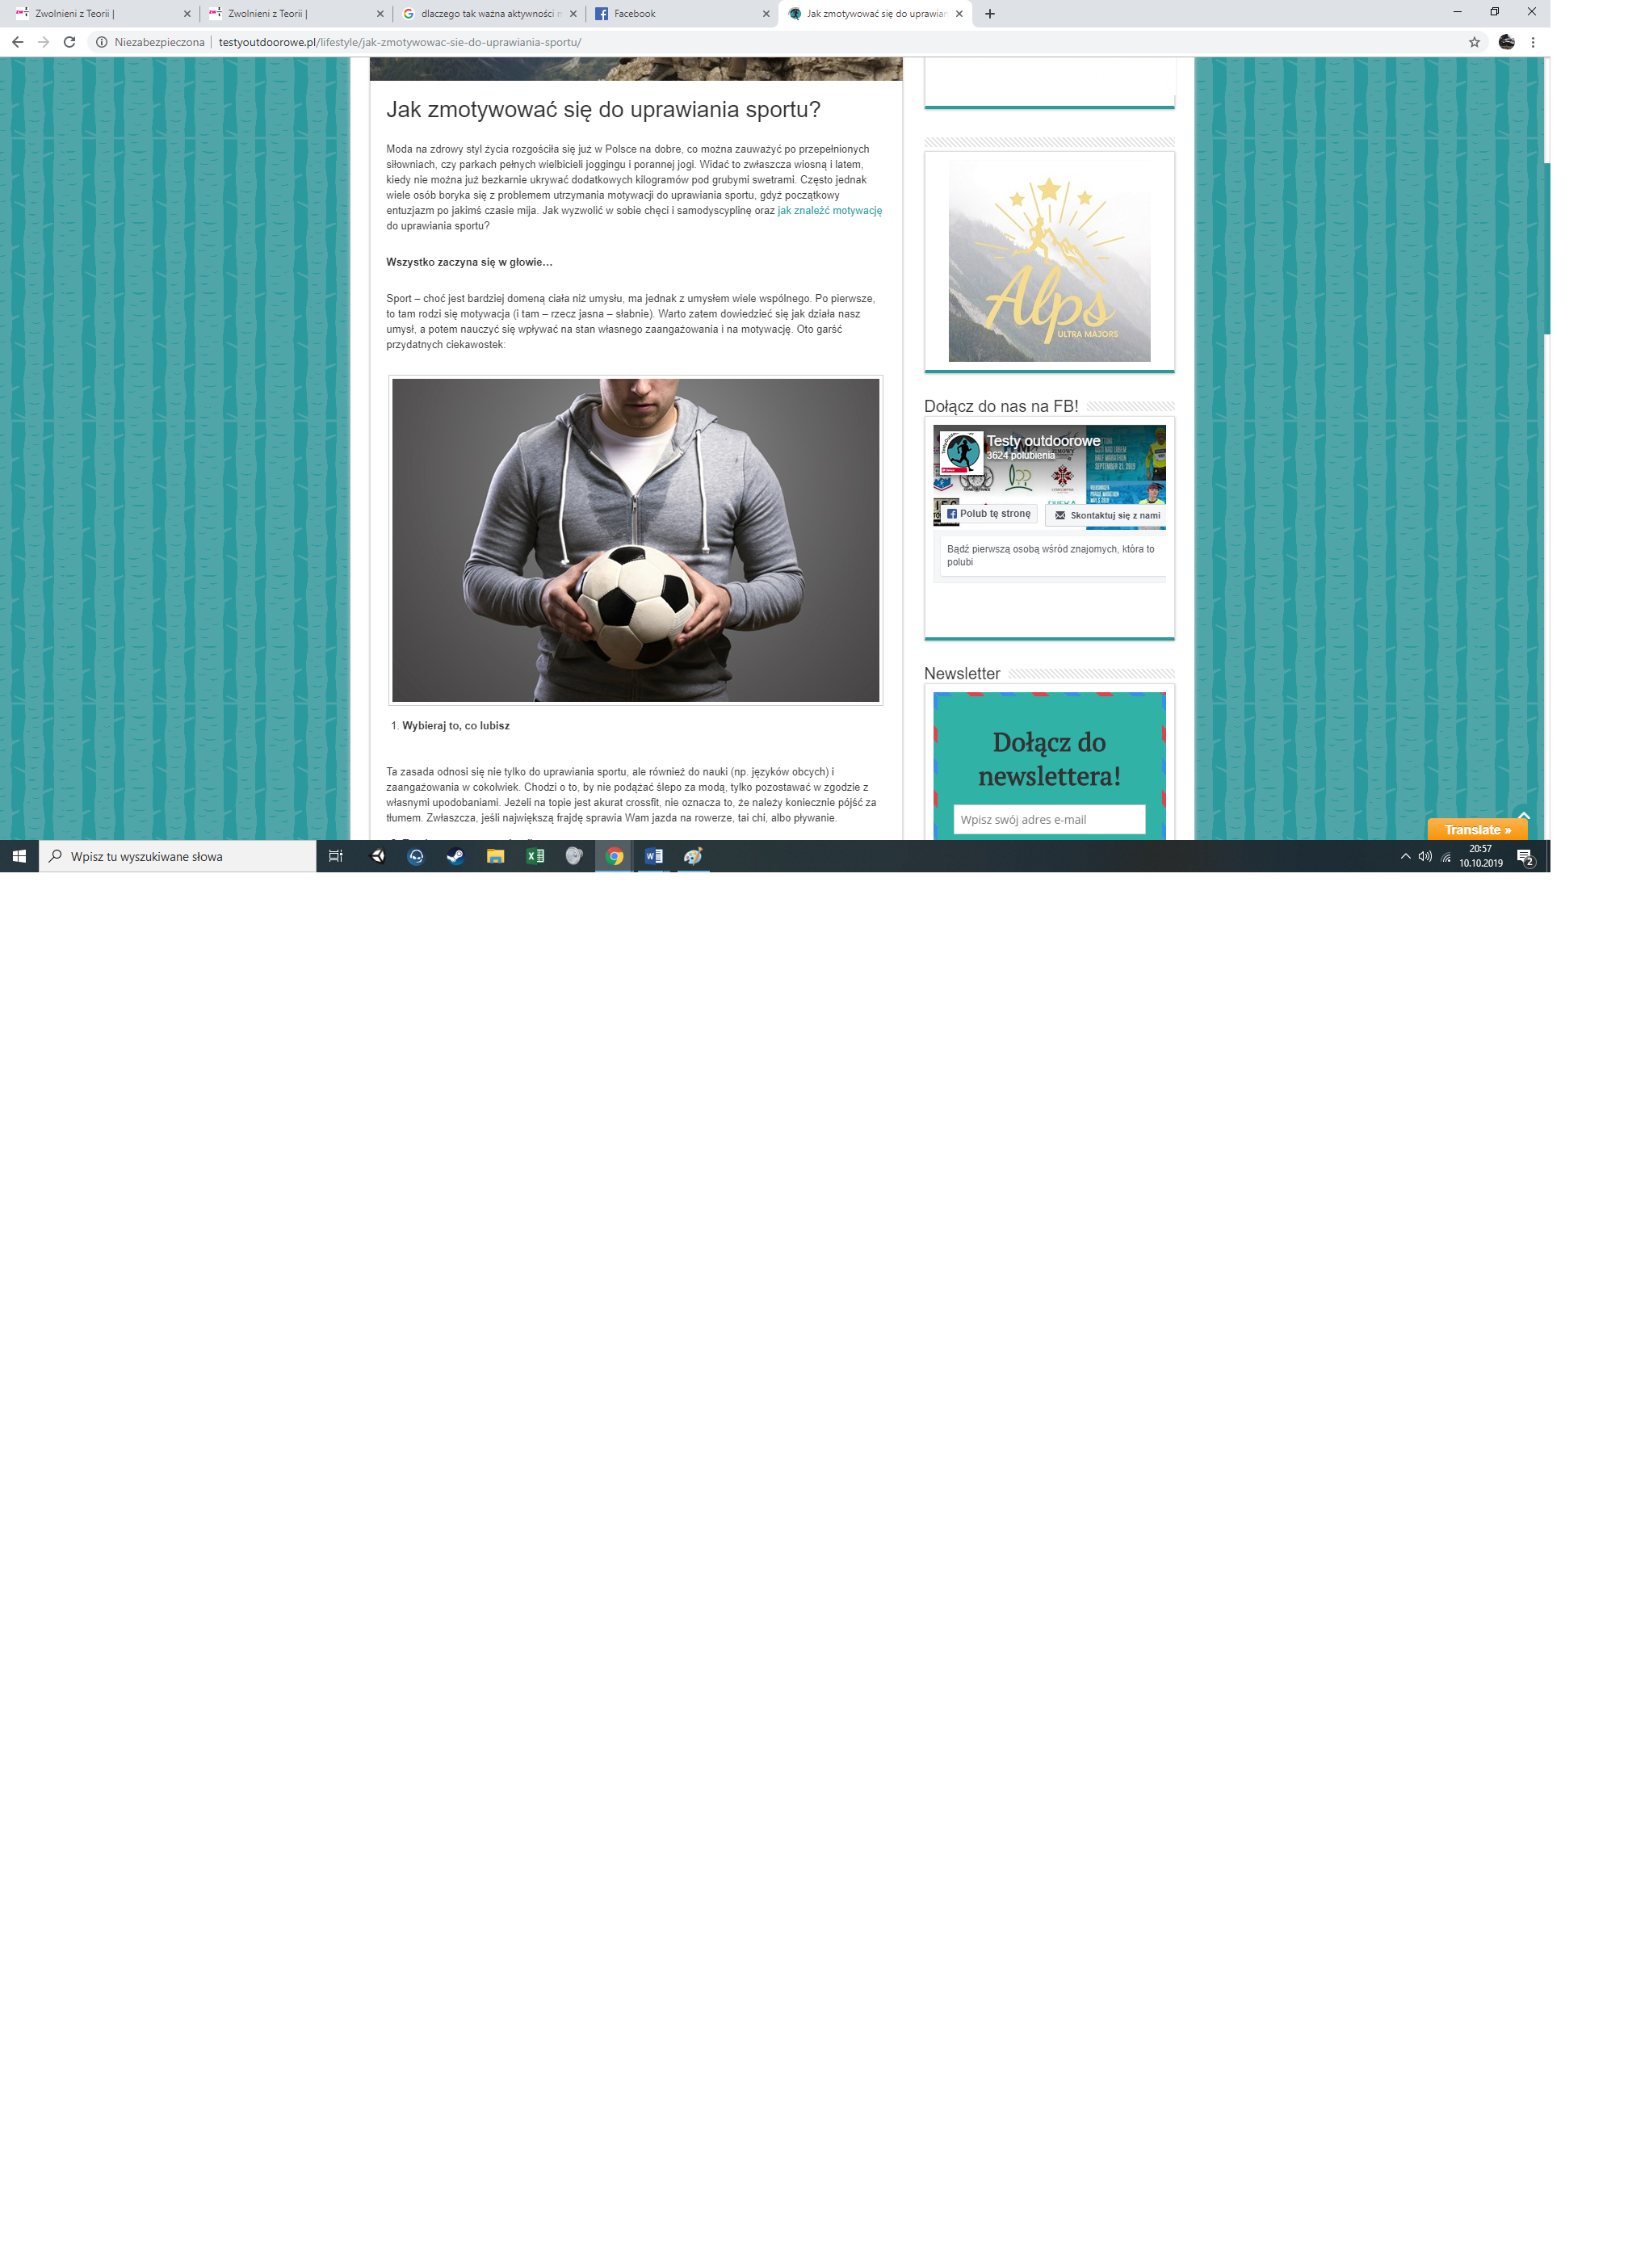 Zwolnieni z Teorii |
Zwolnieni z Teorii |
dlaczego tak ważna aktywności
Facebook
Jak zmotywować się do uprawian
Niezabezpieczona | testyoutdoorowe.pl/lifestyle/jak-zmotywowac-sie-do-uprawiania-sportu/
Jak zmotywować się do uprawiania sportu?
Moda na zdrowy styl życia rozgościła się już w Polsce na dobre, co można zauważyć po przepełnionych
siłowniach, czy parkach pełnych wielbicieli joggingu i porannej jogi. Widać to zwłaszcza wiosną i latem,
kiedy nie można już bezkarnie ukrywać dodatkowych kilogramów pod grubymi swetrami. Często jednak
wiele osób boryka się z problemem utrzymania motywacji do uprawiania sportu, gdyż początkowy
entuzjazm po jakimś czasie mija. Jak wyzwolić w sobie chęci i samodyscyplinę oraz jak znaleźć motywację
do uprawiania sportu?
Wszystko zaczyna się w głowie…
Sport – choć jest bardziej domeną ciała niż umysłu, ma jednak z umysłem wiele wspólnego. Po pierwsze,
to tam rodzi się motywacja (i tam – rzecz jasna – słabnie). Warto zatem dowiedzieć się jak działa nasz
umysł, a potem nauczyć się wpływać na stan własnego zaangażowania i na motywację. Oto garść
przydatnych ciekawostek:
1. Wybieraj to, co lubisz
Ta zasada odnosi się nie tylko do uprawiania sportu, ale również do nauki (np. języków obcych) i
zaangażowania w cokolwiek. Chodzi o to, by nie podążać ślepo za modą, tylko pozostawać w zgodzie z
własnymi upodobaniami. Jeżeli na topie jest akurat crossfit, nie oznacza to, że należy koniecznie pójść za
tłumem. Zwłaszcza, jeśli największą frajdę sprawia Wam jazda na rowerze, tai chi, albo pływanie.
Alps
ULTRA MAJORS
Dołącz do nas na FB!
Testy outdoorowe
3624 polubienia
HALF MARATHON
SEPTEMBER 21, 2019
Polub tę stronę
Skontaktuj się z nami
Bądź pierwszą osobą wśród znajomych, która to
polubi
Newsletter
Dołącz do
newslettera!
Wpisz swój adres e-mail
Translate »
Wpisz tu wyszukiwane słowa
20:57
10.10.2019
2